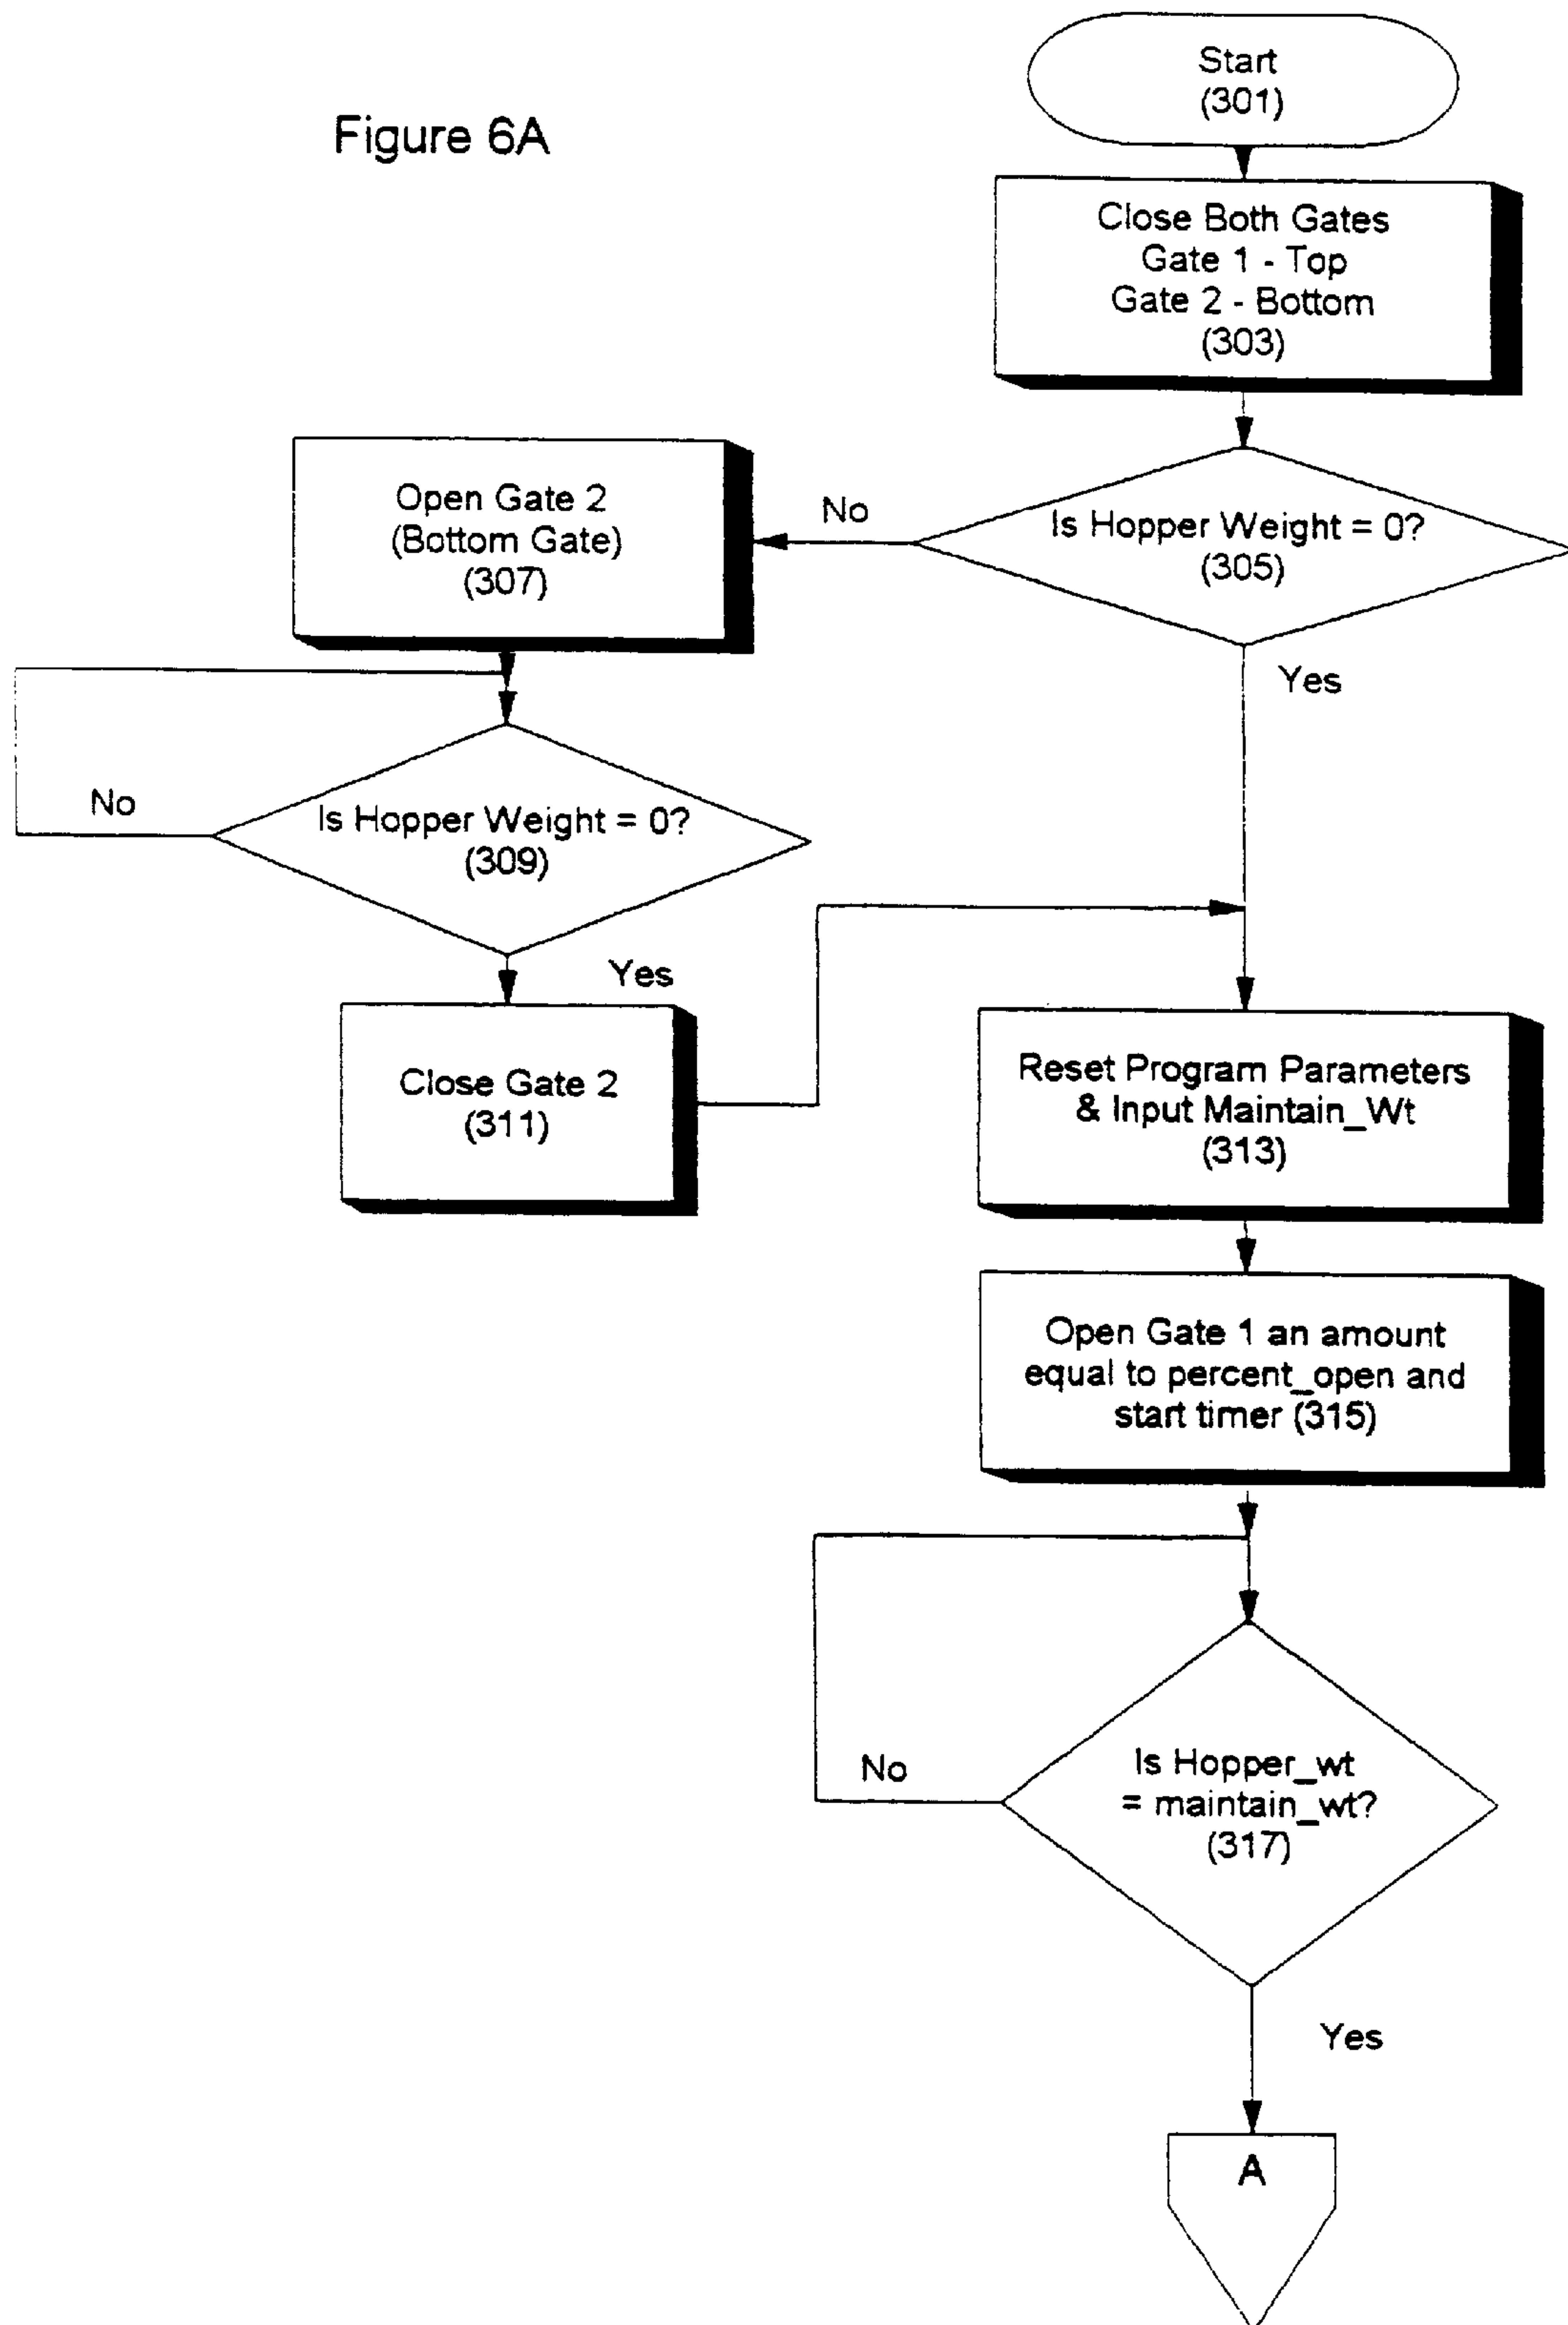 Figure 6A
Start
(301)
Close Both Gates
Gate 1 - Top
Gate 2 - Bottom
(303)
Is Hopper Weight = 0?
(305)
No
Yes
Open Gate 2
(Bottom Gate)
(307)
Is Hopper Weight = 0?
(309)
No
Yes
Close Gate 2
(311)
Reset Program Parameters
& Input Maintain_Wt
(313)
Open Gate 1 an amount
equal to percent_open and
start timer (315)
Is Hopper_wt
= maintain_wt?
(317)
No
Yes
A